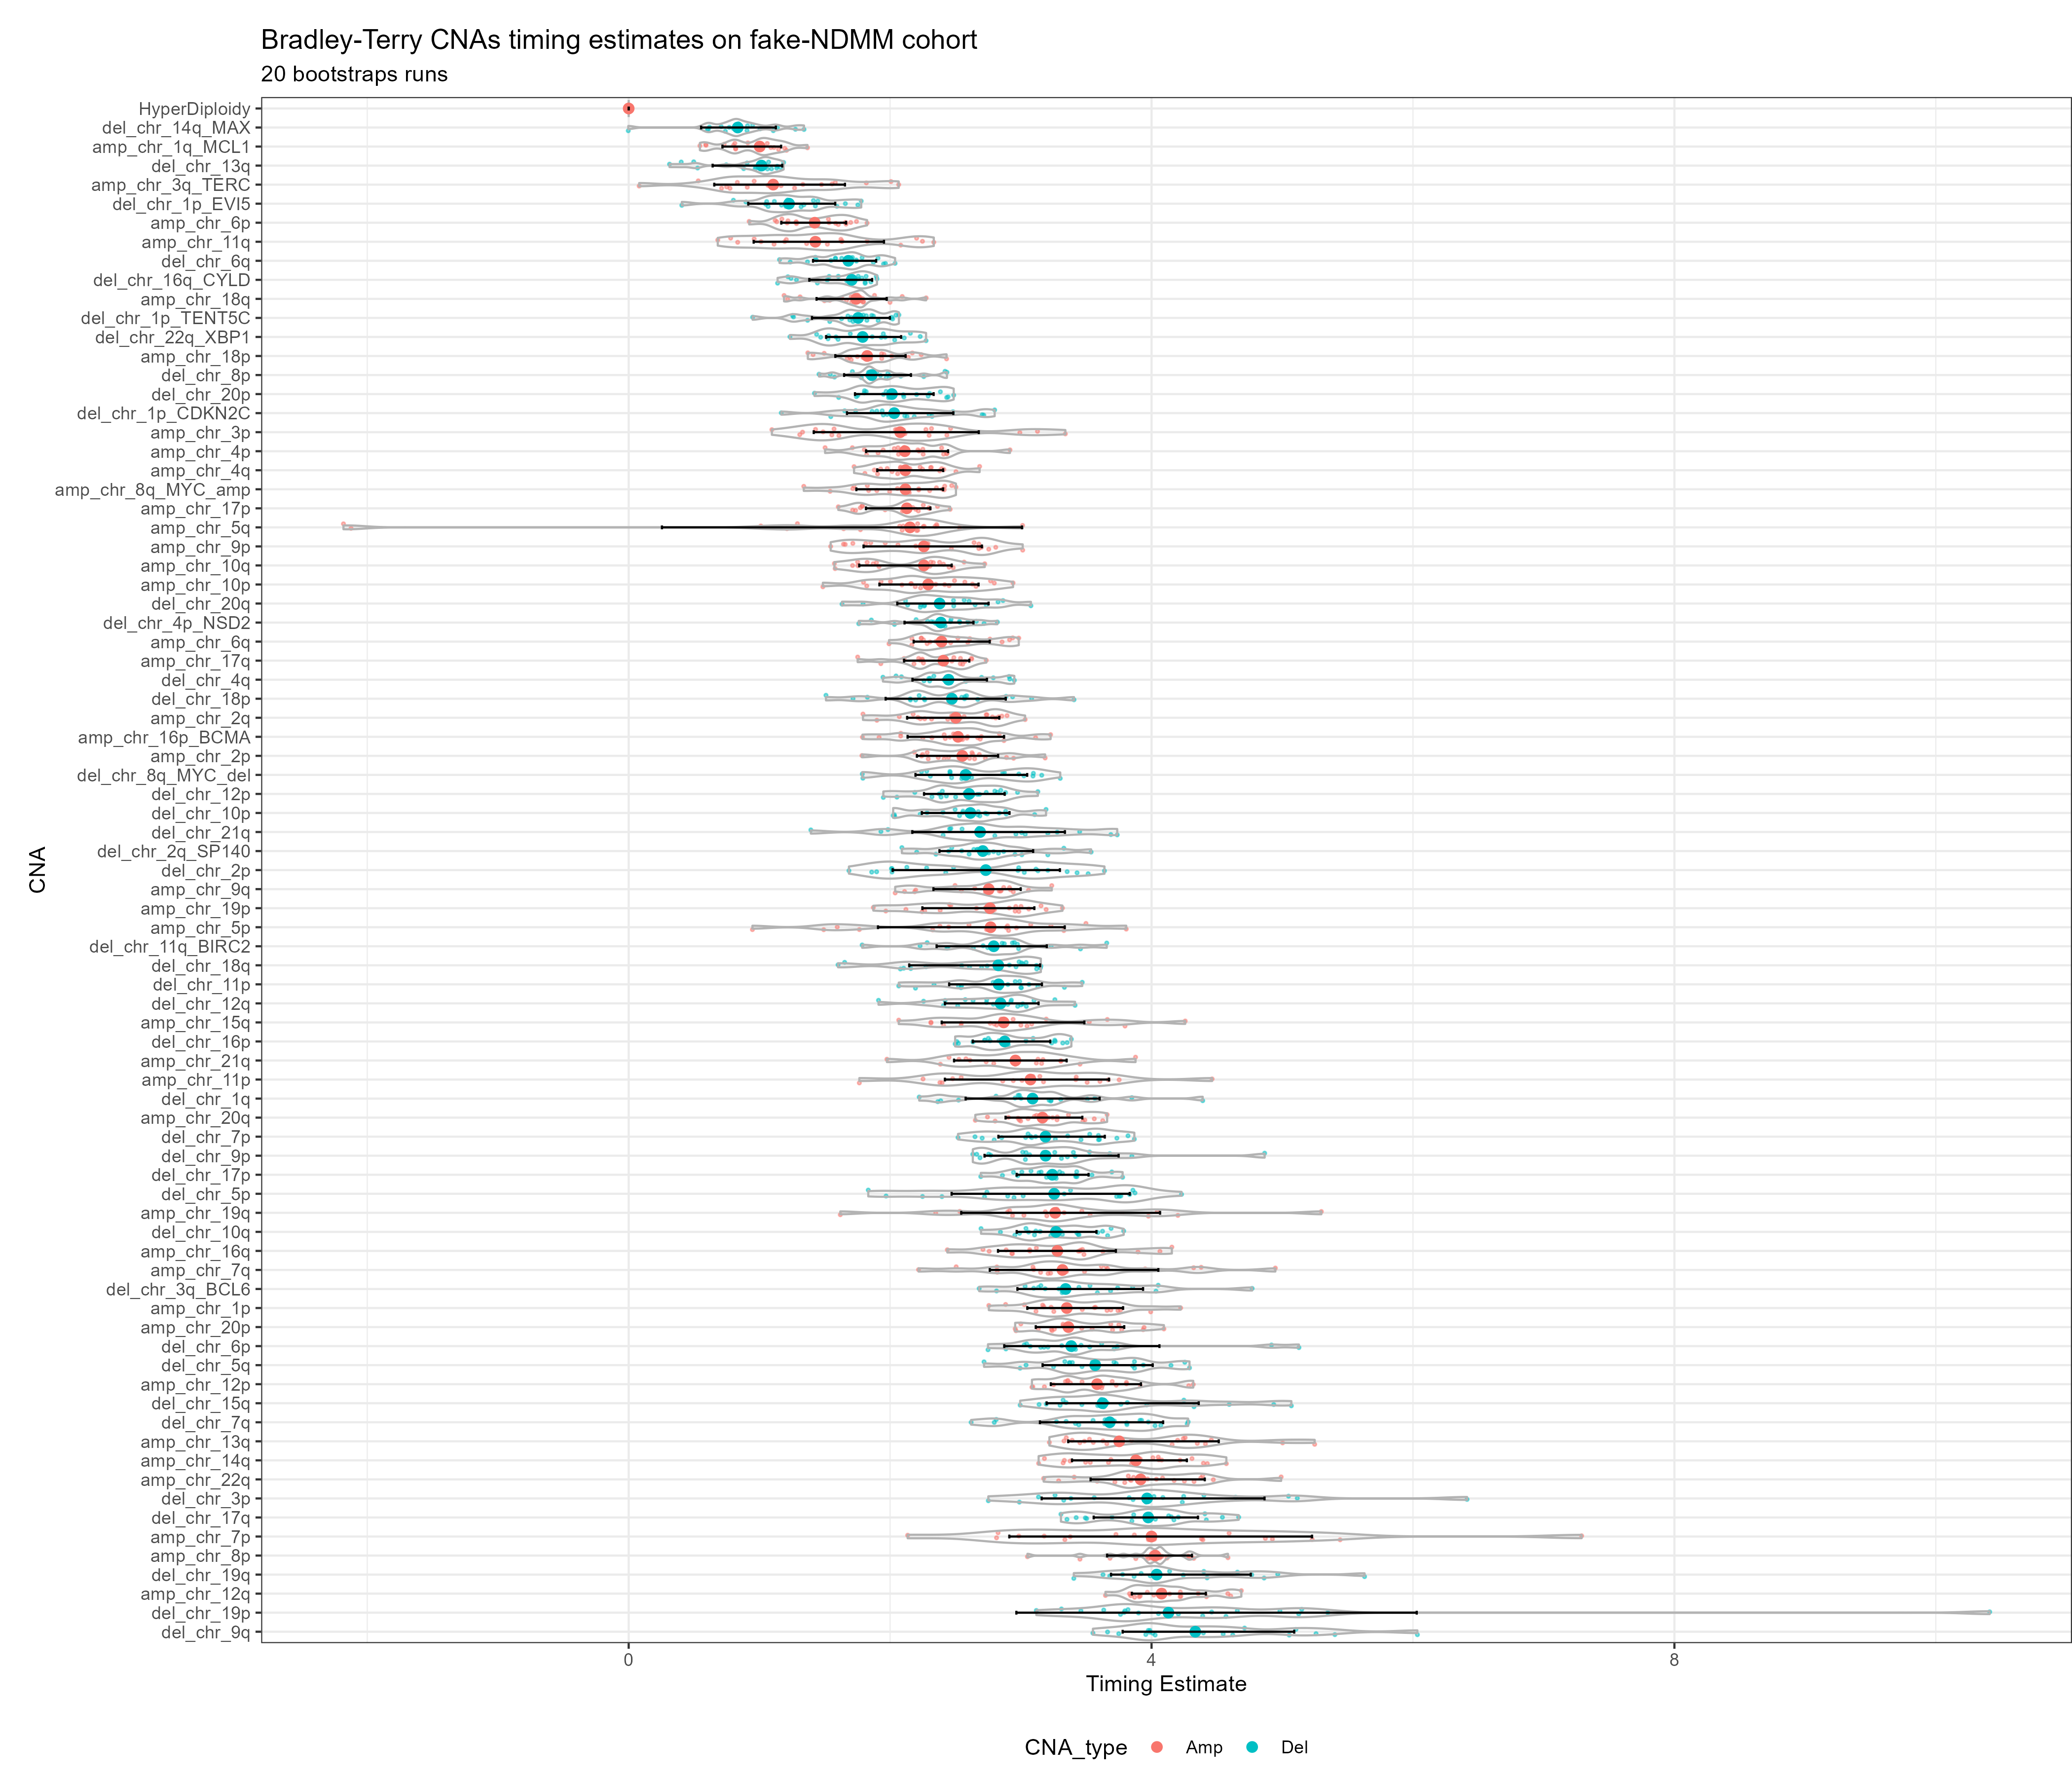 Bradley-Terry CNAs timing estimates on fake-NDMM cohort
20 bootstraps runs
HyperDiploidy
del_chr_14q_MAX
amp_chr_1q_MCL1
del_chr_13q
amp_chr_3q_TERC
del_chr_1p_EVI5
amp_chr_6p
amp_chr_11q
del_chr_6q
del_chr_16q_CYLD
amp_chr_18q
del_chr_1p_TENT5C
del_chr_22q_XBP1
amp_chr_18p
del_chr_8p
del_chr_20p
del_chr_1p_CDKN2C
amp_chr_3p
amp_chr_4p
amp_chr_4q
amp_chr_8q_MYC_amp
amp_chr_17p
amp_chr_5q
amp_chr_9p
amp_chr_10q
amp_chr_10p
del_chr_20q
del_chr_4p_NSD2
amp_chr_6q
amp_chr_17q
del_chr_4q
del_chr_18p
amp_chr_2q
amp_chr_16p_BCMA
amp_chr_2p
del_chr_8q_MYC_del
del_chr_12p
del_chr_10p
del_chr_21q
del_chr_2q_SP140
del_chr_2p
amp_chr_9q
amp_chr_19p
amp_chr_5p
del_chr_11q_BIRC2
del_chr_18q
del_chr_11p
del_chr_12q
amp_chr_15q
del_chr_16p
amp_chr_21q
amp_chr_11p
del_chr_1q
amp_chr_20q
del_chr_7p
del_chr_9p
del_chr_17p
del_chr_5p
amp_chr_19q
del_chr_10q
amp_chr_16q
amp_chr_7q
del_chr_3q_BCL6
amp_chr_1p
amp_chr_20p
del_chr_6p
del_chr_5q
amp_chr_12p
del_chr_15q
del_chr_7q
amp_chr_13q
amp_chr_14q
amp_chr_22q
del_chr_3p
del_chr_17q
amp_chr_7p
amp_chr_8p
del_chr_19q
amp_chr_12q
del_chr_19p
del_chr_9q
CNA
0 4 8
Timing Estimate
CNA_type Amp Del